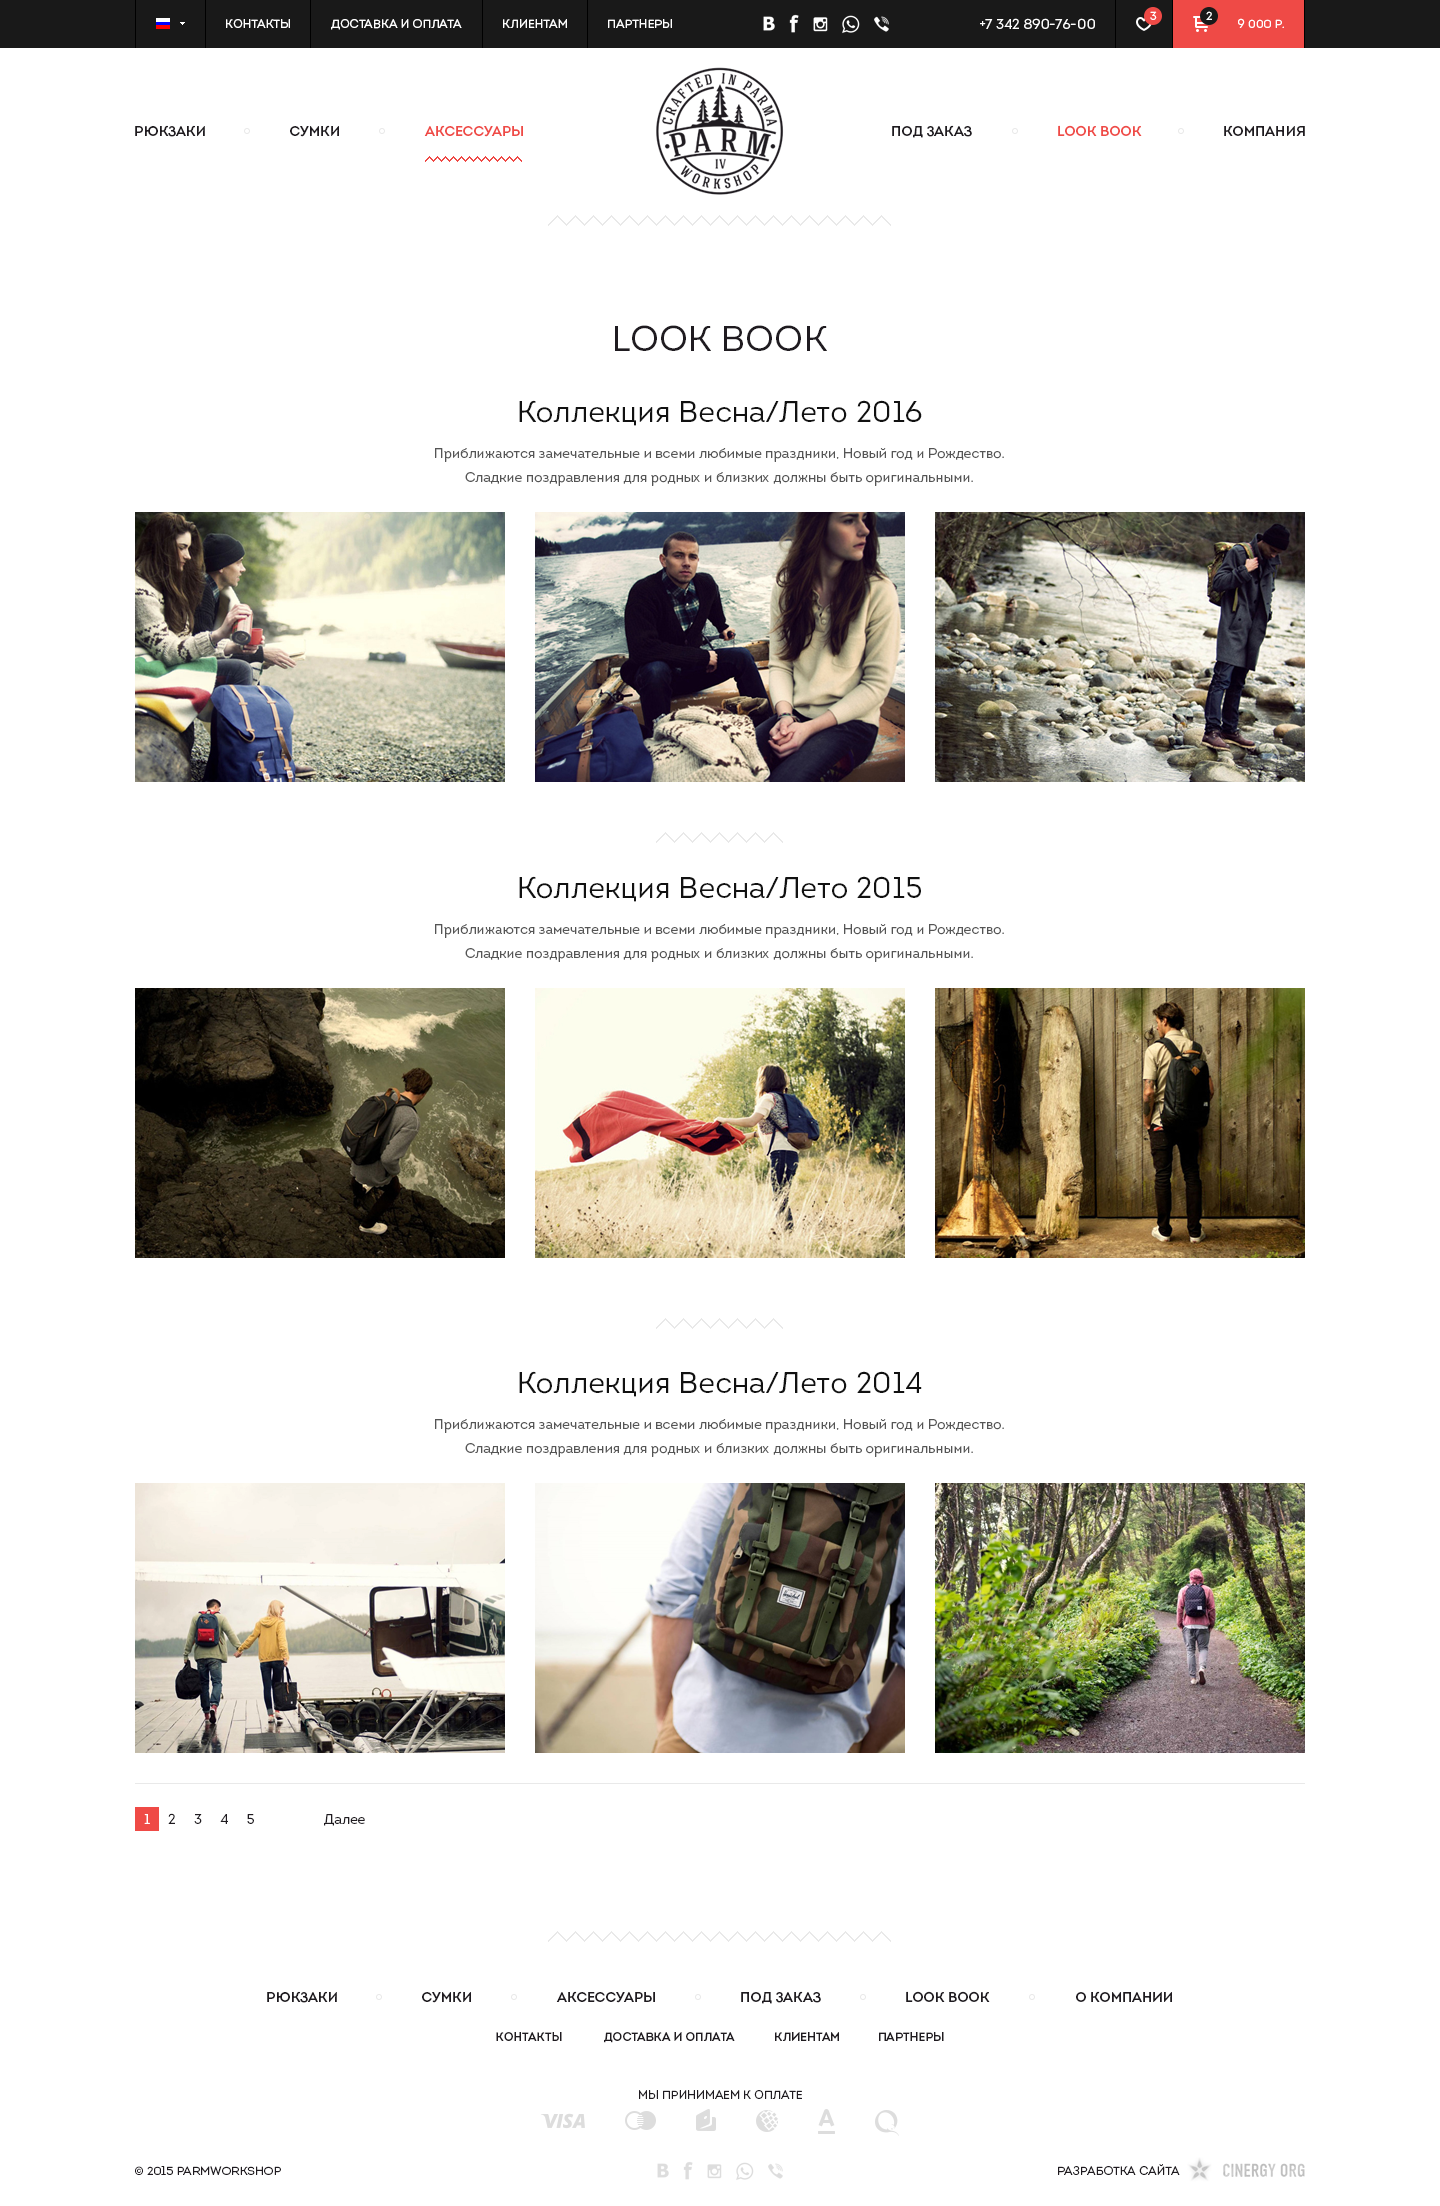 КОНТАКТЫ ДОСТАВКА И ОПЛАТА КЛИЕНТАМ ПАРТНЕРЫ +7 342 890-76-00 3 2 9 000 Р.
РЮКЗАКИ СУМКИ АКСЕССУАРЫ ПОД ЗАКАЗ LOOK BOOK КОМПАНИЯ
CRAFTED IN PARMA
PARM
IV
WORKSHOP
LOOK BOOK
Коллекция Весна/Лето 2016
Приближаются замечательные и всеми любимые праздники, Новый год и Рождество.
Сладкие поздравления для родных и близких должны быть оригинальными.
Коллекция Весна/Лето 2015
Приближаются замечательные и всеми любимые праздники, Новый год и Рождество.
Сладкие поздравления для родных и близких должны быть оригинальными.
Коллекция Весна/Лето 2014
Приближаются замечательные и всеми любимые праздники, Новый год и Рождество.
Сладкие поздравления для родных и близких должны быть оригинальными.
1 2 3 4 5 Далее
РЮКЗАКИ СУМКИ АКСЕССУАРЫ ПОД ЗАКАЗ LOOK BOOK О КОМПАНИИ
КОНТАКТЫ ДОСТАВКА И ОПЛАТА КЛИЕНТАМ ПАРТНЕРЫ
МЫ ПРИНИМАЕМ К ОПЛАТЕ
VISA
© 2015 PARMWORKSHOP РАЗРАБОТКА САЙТА CINERGY ORG